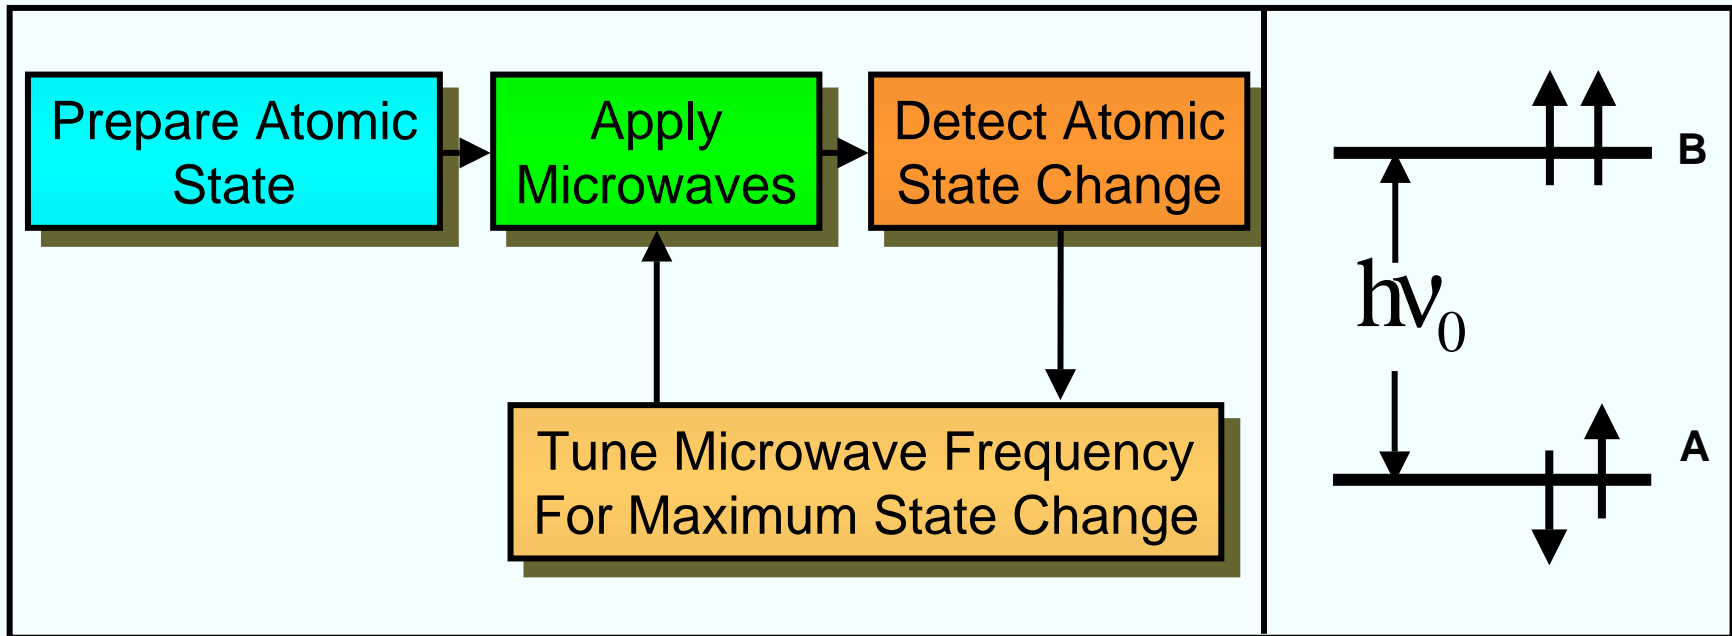 Prepare Atomic
State
Apply
Microwaves
Detect Atomic
State Change
Tune Microwave Frequency
For Maximum State Change
B
hν₀
A